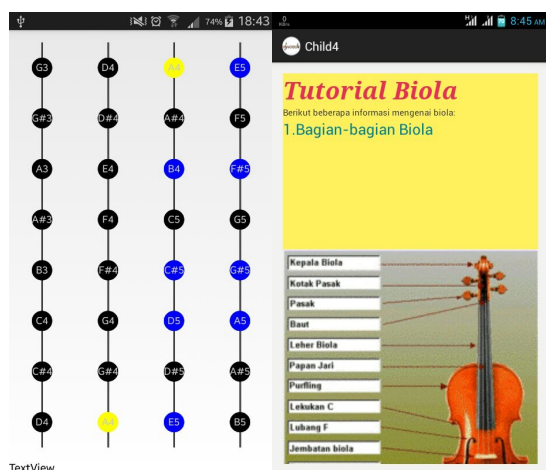 74% 18:43
G3 D4 A4 E5
G#3 D#4 A#4 F5
A3 E4 B4 F#5
A#3 F4 C5 G5
B3 F#4 C#5 G#5
C4 G4 D5 A5
C#4 G#4 D#5 A#5
D4 A4 E5 B5
TextView
8:45 AM
Child4
Tutorial Biola
Berikut beberapa informasi mengenai biola:
1.Bagian-bagian Biola
Kepala Biola
Kotak Pasak
Pasak
Baut
Leher Biola
Papan Jari
Purfling
Lekukan C
Lubang F
Jembatan biola